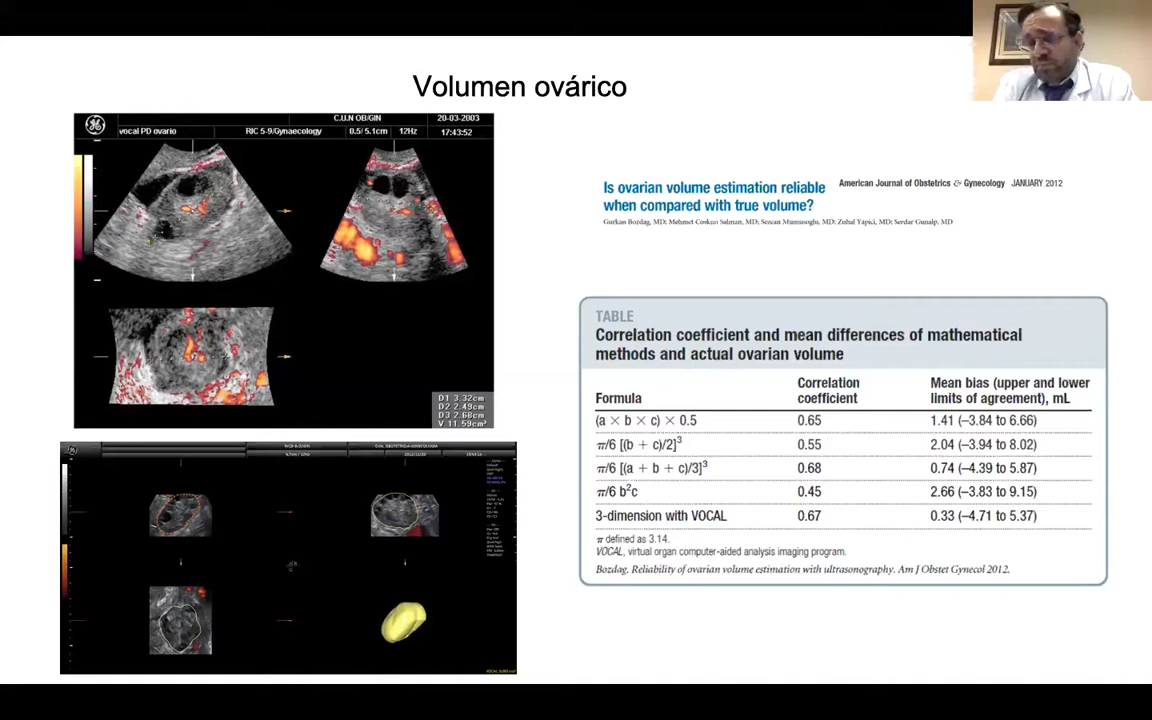 Volumen ovárico
C.U.N OB/GIN 20-03-2003
vocal PD ovario RIC 5-9/Gynaecology 0.5/ 5.1cm 12Hz 17:43:52
D1 3.32cm
D2 2.49cm
D3 2.68cm
V 11.59cm³
Is ovarian volume estimation reliable
when compared with true volume?
American Journal of Obstetrics & Gynecology JANUARY 2012
Gurkan Bozdag, MD; Mehmet Coskun Salman, MD; Sezcan Mumusoglu, MD; Zuhal Yapici, MD; Serdar Gunalp, MD
TABLE
Correlation coefficient and mean differences of mathematical
methods and actual ovarian volume
Formula Correlation coefficient Mean bias (upper and lower limits of agreement), mL
(a × b × c) × 0.5 0.65 1.41 (–3.84 to 6.66)
π/6 [(b + c)/2]³ 0.55 2.04 (–3.94 to 8.02)
π/6 [(a + b + c)/3]³ 0.68 0.74 (–4.39 to 5.87)
π/6 b²c 0.45 2.66 (–3.83 to 9.15)
3-dimension with VOCAL 0.67 0.33 (–4.71 to 5.37)
π defined as 3.14.
VOCAL, virtual organ computer-aided analysis imaging program.
Bozdag. Reliability of ovarian volume estimation with ultrasonography. Am J Obstet Gynecol 2012.